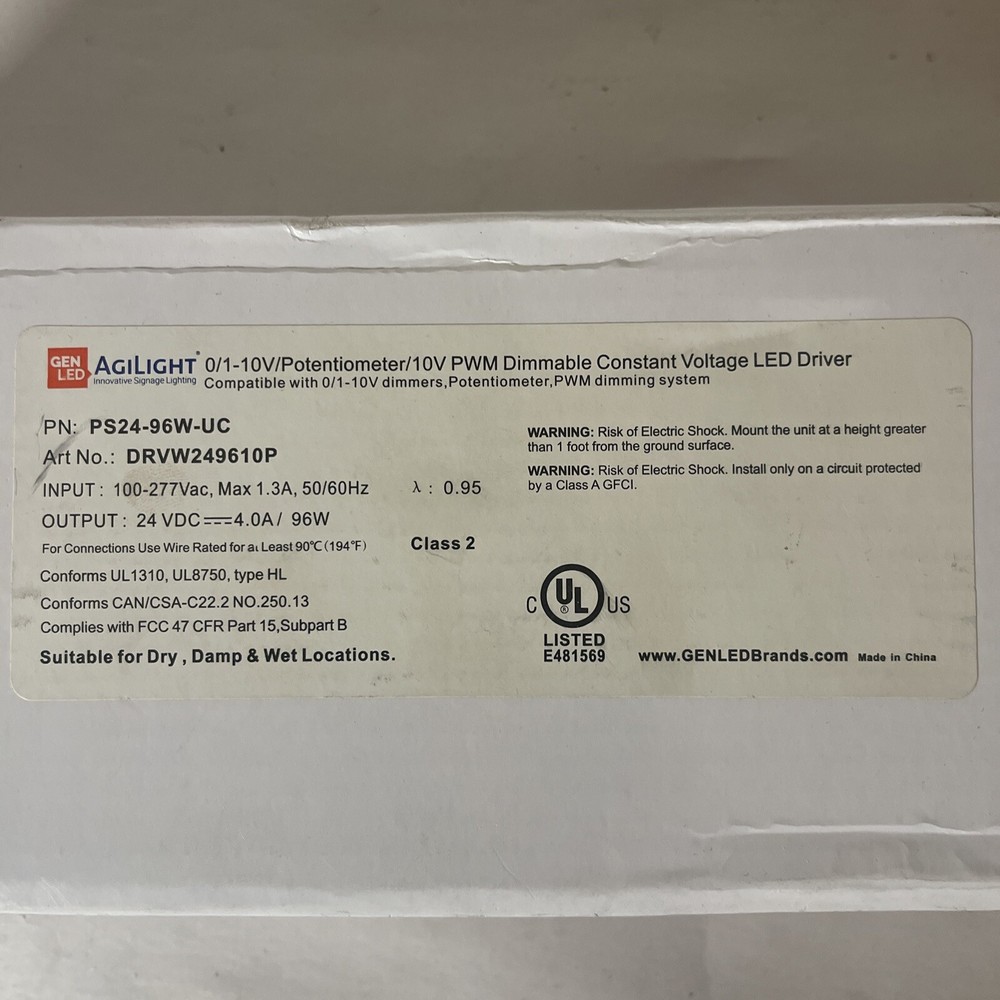 GEN LED
AGILIGHT
Innovative Signage Lighting
0/1-10V/Potentiometer/10V PWM Dimmable Constant Voltage LED Driver
Compatible with 0/1-10V dimmers,Potentiometer,PWM dimming system
PN: PS24-96W-UC
Art No.: DRVW249610P
INPUT : 100-277Vac, Max 1.3A, 50/60Hz λ : 0.95
OUTPUT : 24 VDC⎓4.0A / 96W
For Connections Use Wire Rated for at Least 90℃(194℉) Class 2
Conforms UL1310, UL8750, type HL
Conforms CAN/CSA-C22.2 NO.250.13
Complies with FCC 47 CFR Part 15,Subpart B
Suitable for Dry , Damp & Wet Locations.
WARNING: Risk of Electric Shock. Mount the unit at a height greater
than 1 foot from the ground surface.
WARNING: Risk of Electric Shock. Install only on a circuit protected
by a Class A GFCI.
C UL ® US
LISTED
E481569
www.GENLEDBrands.com Made in China